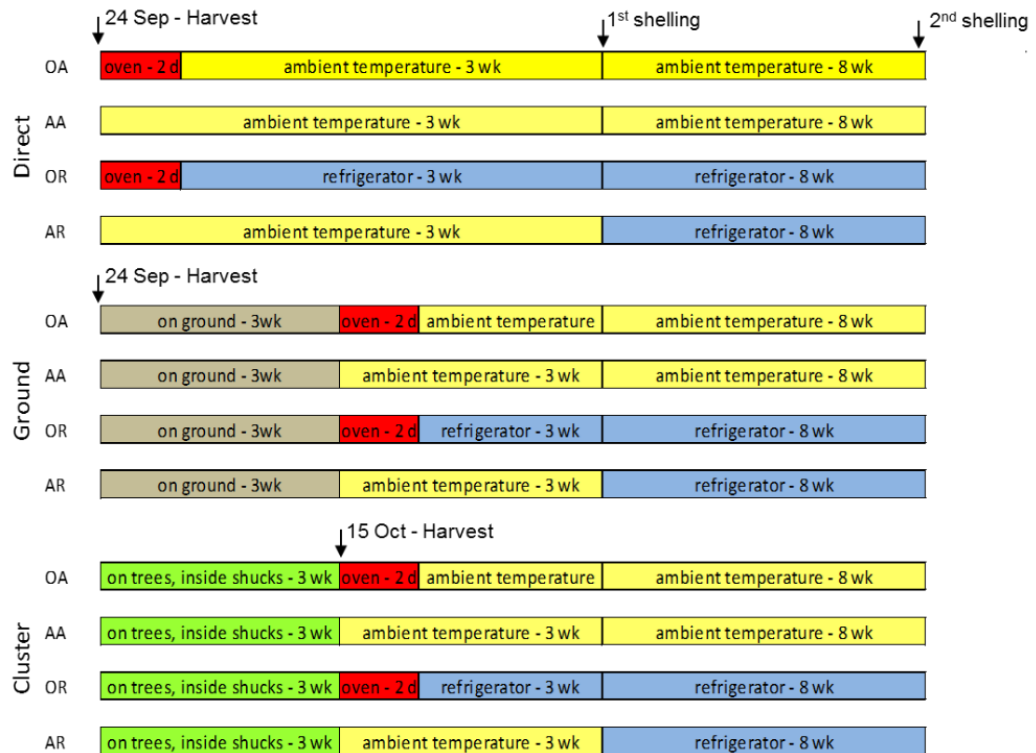 24 Sep - Harvest 1st shelling 2nd shelling
Direct
OA oven - 2 d ambient temperature - 3 wk ambient temperature - 8 wk
AA ambient temperature - 3 wk ambient temperature - 8 wk
OR oven - 2 d refrigerator - 3 wk refrigerator - 8 wk
AR ambient temperature - 3 wk refrigerator - 8 wk
24 Sep - Harvest
Ground
OA on ground - 3wk oven - 2 d ambient temperature ambient temperature - 8 wk
AA on ground - 3wk ambient temperature - 3 wk ambient temperature - 8 wk
OR on ground - 3wk oven - 2 d refrigerator - 3 wk refrigerator - 8 wk
AR on ground - 3wk ambient temperature - 3 wk refrigerator - 8 wk
15 Oct - Harvest
Cluster
OA on trees, inside shucks - 3 wk oven - 2 d ambient temperature ambient temperature - 8 wk
AA on trees, inside shucks - 3 wk ambient temperature - 3 wk ambient temperature - 8 wk
OR on trees, inside shucks - 3 wk oven - 2 d refrigerator - 3 wk refrigerator - 8 wk
AR on trees, inside shucks - 3 wk ambient temperature - 3 wk refrigerator - 8 wk